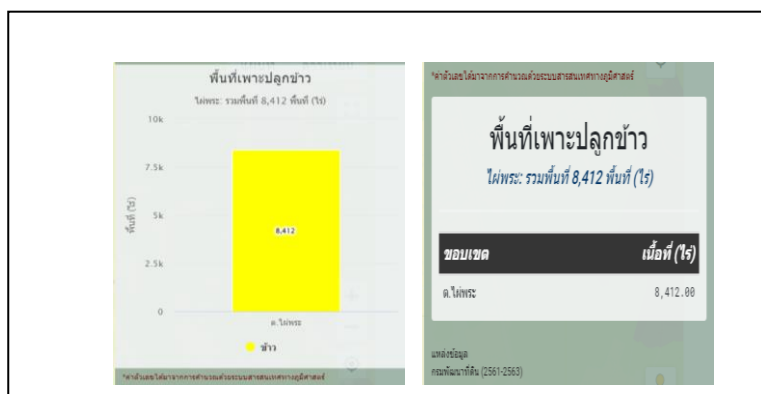 พื้นที่เพาะปลูกข้าว
ไผ่พระ: รวมพื้นที่ 8,412 พื้นที่ (ไร่)
10k
7.5k
5k
2.5k
0
พื้นที่ (ไร่)
8,412
ต.ไผ่พระ
ข้าว
*ค่าตัวเลขได้มาจากการคำนวณด้วยระบบสารสนเทศทางภูมิศาสตร์
*ค่าตัวเลขได้มาจากการคำนวณด้วยระบบสารสนเทศทางภูมิศาสตร์
พื้นที่เพาะปลูกข้าว
ไผ่พระ: รวมพื้นที่ 8,412 พื้นที่ (ไร่)
ขอบเขต เนื้อที่ (ไร่)
ต.ไผ่พระ 8,412.00
แหล่งข้อมูล
กรมพัฒนาที่ดิน (2561-2563)